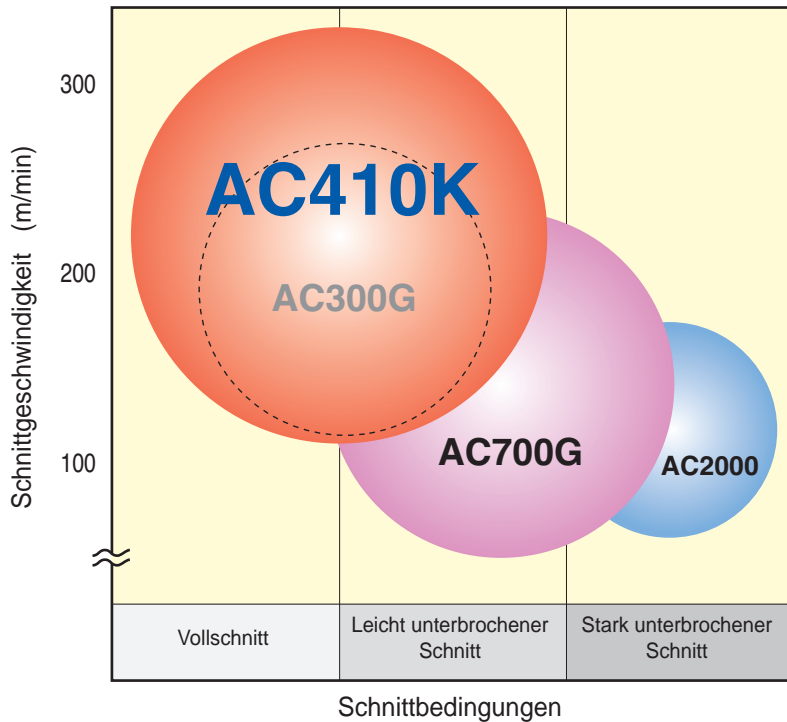 Schnittgeschwindigkeit (m/min)
300
200
100
AC410K
AC300G
AC700G
AC2000
Vollschnitt
Leicht unterbrochener
Schnitt
Stark unterbrochener
Schnitt
Schnittbedingungen